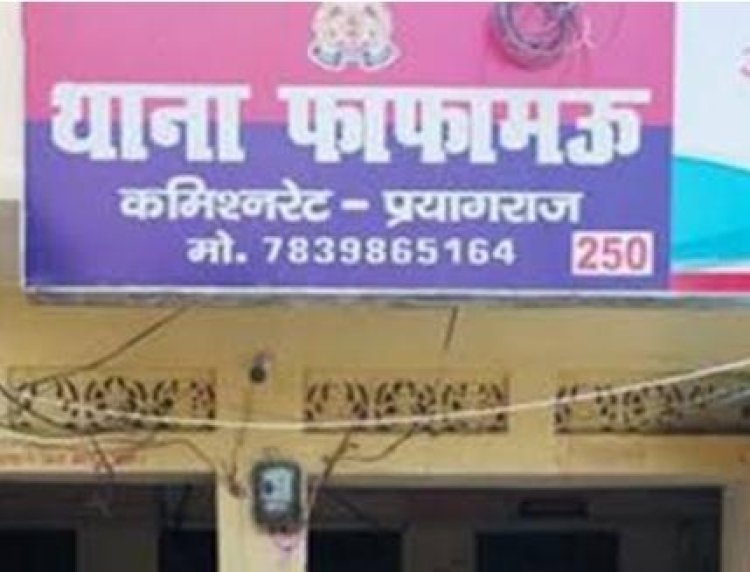 थाना फाफामऊ
कमिश्नरेट - प्रयागराज
मो. 7839865164
250